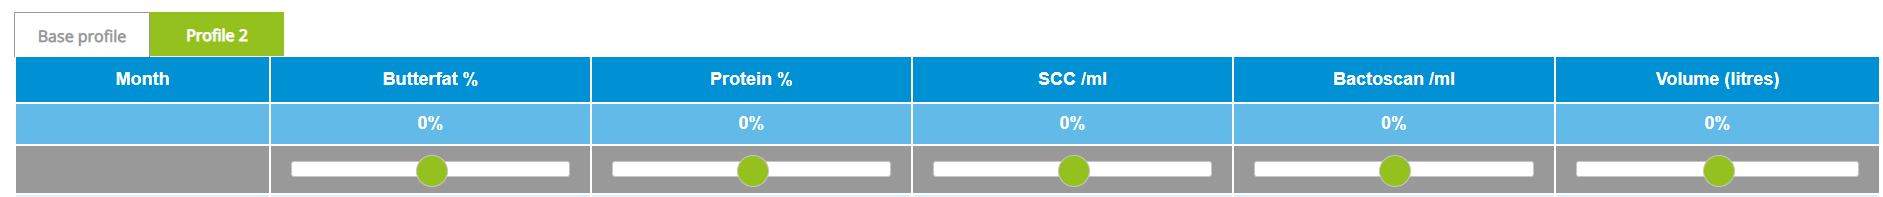 Base profile Profile 2
Month Butterfat % Protein % SCC /ml Bactoscan /ml Volume (litres)
0% 0% 0% 0% 0%